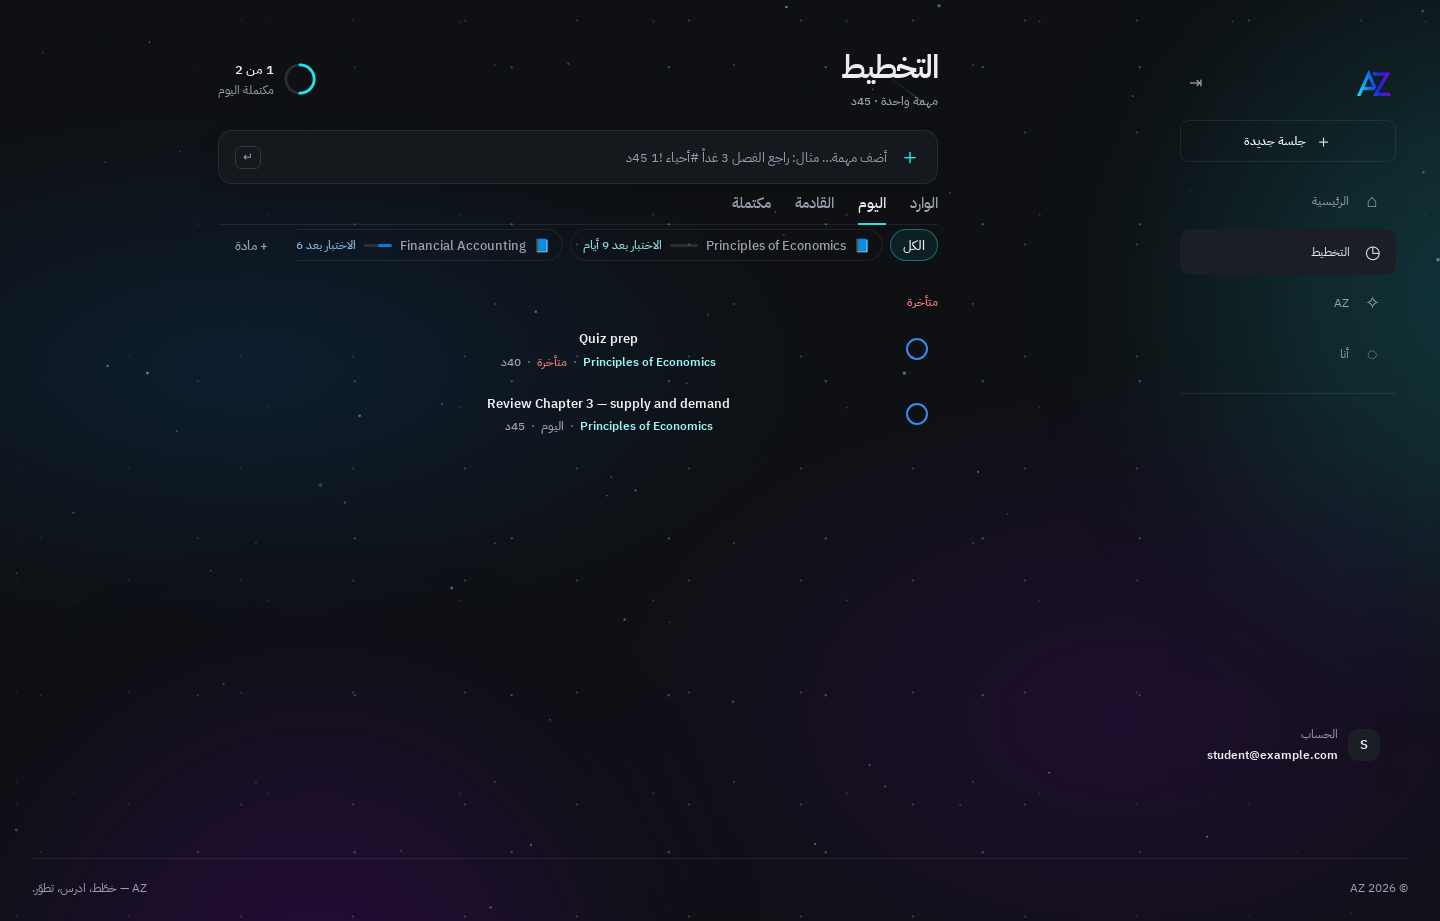 AZ
+ جلسة جديدة
الرئيسية
التخطيط
AZ
أنا
الحساب
S
student@example.com
التخطيط
مهمة واحدة · 45د
1 من 2
مكتملة اليوم
+ أضف مهمة… مثال: راجع الفصل 3 غداً #أحياء !1 45د
الوارد اليوم القادمة مكتملة
الكل
Principles of Economics الاختبار بعد 9 أيام
Financial Accounting الاختبار بعد 6
+ مادة
متأخرة
Quiz prep
Principles of Economics · متأخرة · 40د
Review Chapter 3 — supply and demand
Principles of Economics · اليوم · 45د
© 2026 AZ
AZ — خطّط، ادرس، تطوّر.